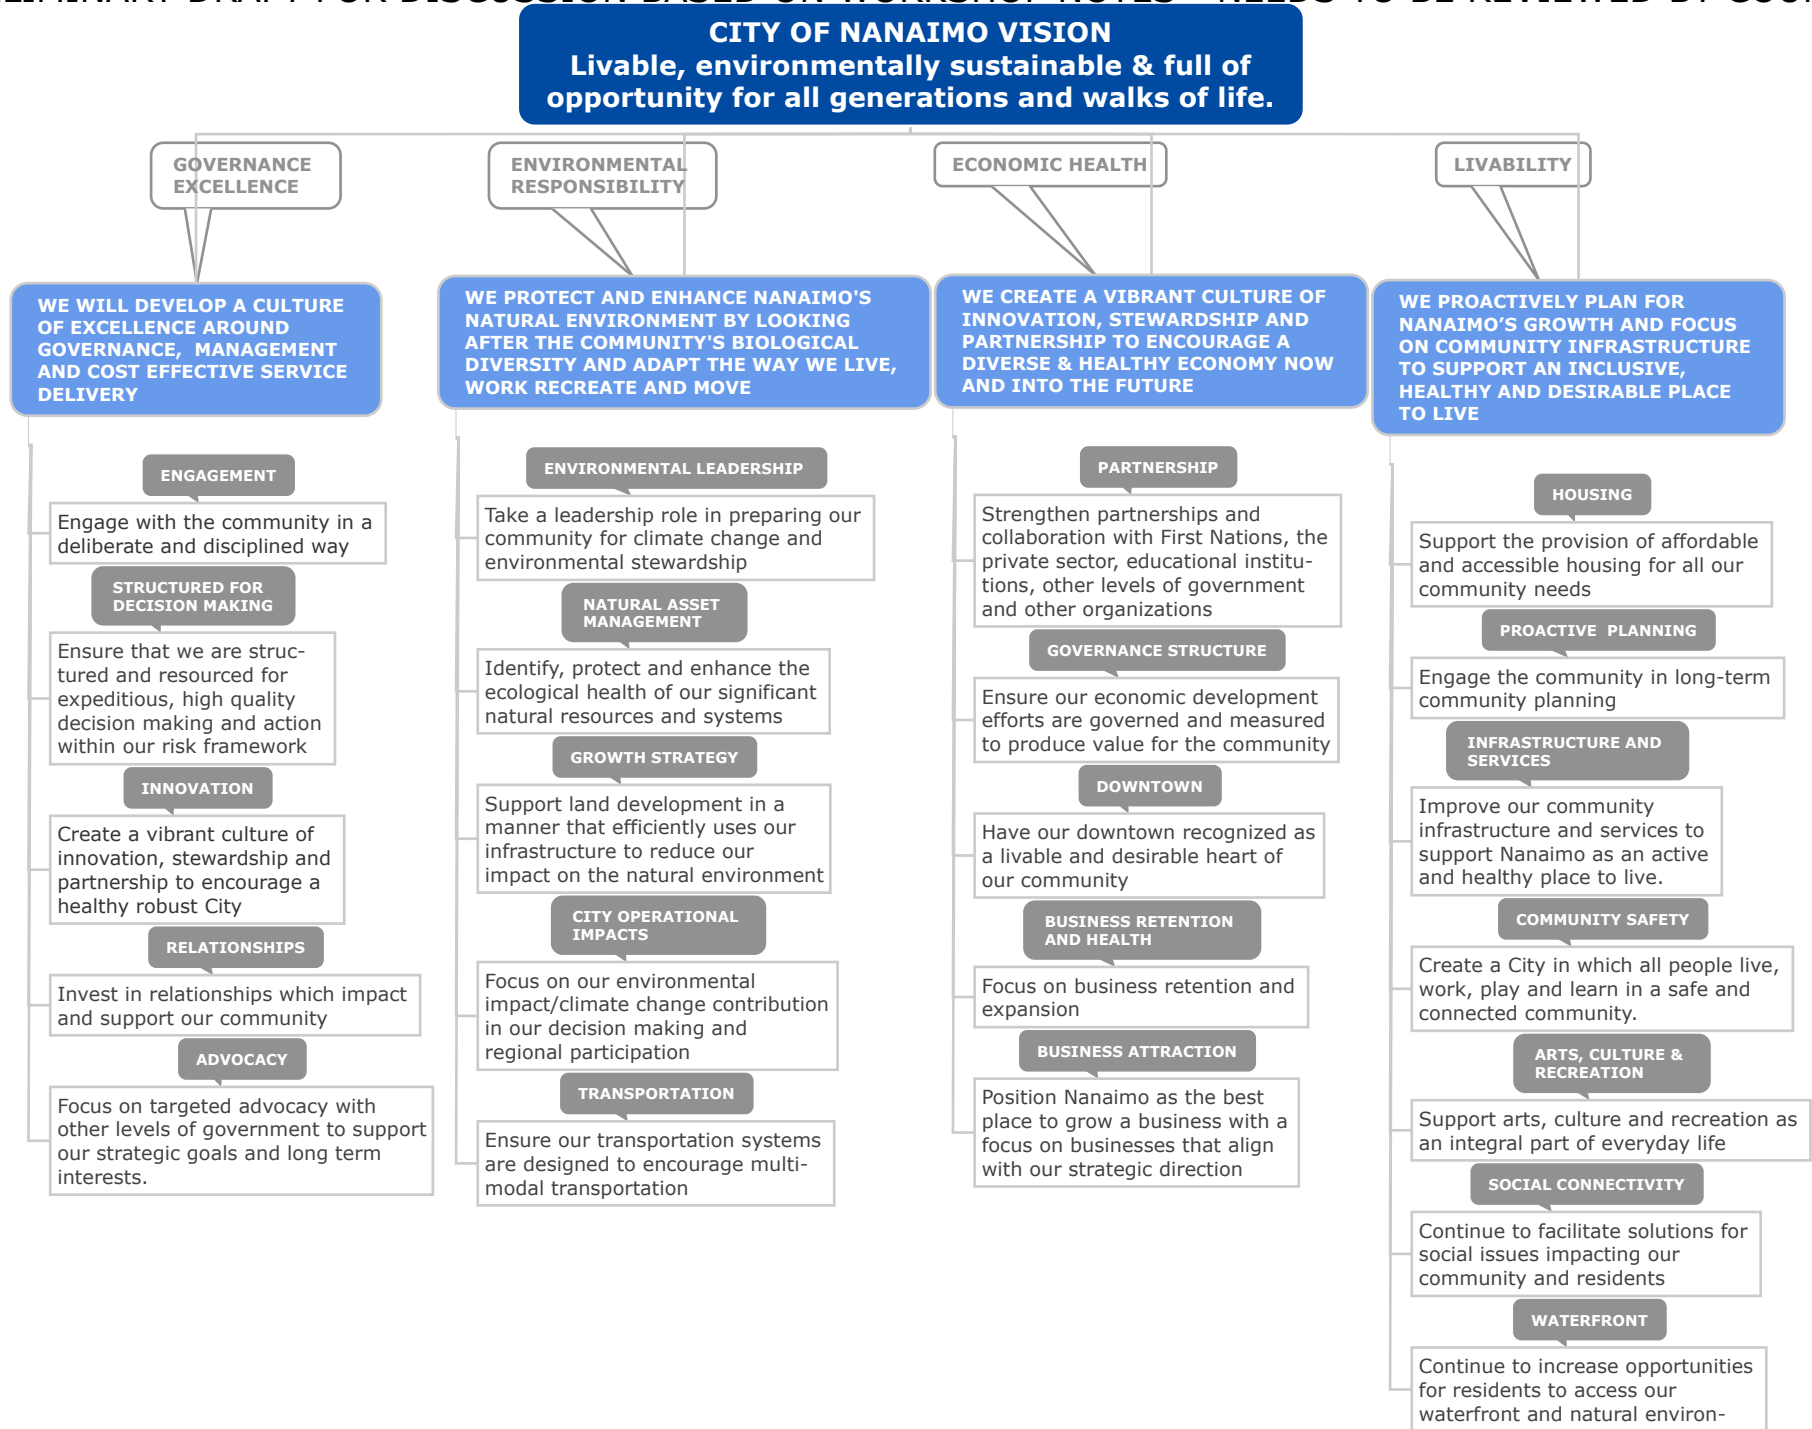 PRELIMINARY DRAFT FOR DISCUSSION BASED ON WORKSHOP NOTES - NEEDS TO BE REVIEWED BY
CITY OF NANAIMO VISION
Livable, environmentally sustainable & full of
opportunity for all generations and walks of life.
GOVERNANCE
EXCELLENCE
WE WILL DEVELOP A CULTURE
OF EXCELLENCE AROUND
GOVERNANCE, MANAGEMENT
AND COST EFFECTIVE SERVICE
DELIVERY
ENGAGEMENT
Engage with the community in a
deliberate and disciplined way
STRUCTURED FOR
DECISION MAKING
Ensure that we are struc-
tured and resourced for
expeditious, high quality
decision making and action
within our risk framework
INNOVATION
Create a vibrant culture of
innovation, stewardship and
partnership to encourage a
healthy robust City
RELATIONSHIPS
Invest in relationships which impact
and support our community
ADVOCACY
Focus on targeted advocacy with
other levels of government to support
our strategic goals and long term
interests.
ENVIRONMENTAL
RESPONSIBILITY
WE PROTECT AND ENHANCE NANAIMO'S
NATURAL ENVIRONMENT BY LOOKING
AFTER THE COMMUNITY'S BIOLOGICAL
DIVERSITY AND ADAPT THE WAY WE LIVE,
WORK RECREATE AND MOVE
ENVIRONMENTAL LEADERSHIP
Take a leadership role in preparing our
community for climate change and
environmental stewardship
NATURAL ASSET
MANAGEMENT
Identify, protect and enhance the
ecological health of our significant
natural resources and systems
GROWTH STRATEGY
Support land development in a
manner that efficiently uses our
infrastructure to reduce our
impact on the natural environment
CITY OPERATIONAL
IMPACTS
Focus on our environmental
impact/climate change contribution
in our decision making and
regional participation
TRANSPORTATION
Ensure our transportation systems
are designed to encourage multi-
modal transportation
ECONOMIC HEALTH
WE CREATE A VIBRANT CULTURE OF
INNOVATION, STEWARDSHIP AND
PARTNERSHIP TO ENCOURAGE A
DIVERSE & HEALTHY ECONOMY NOW
AND INTO THE FUTURE
PARTNERSHIP
Strengthen partnerships and
collaboration with First Nations, the
private sector, educational institu-
tions, other levels of government
and other organizations
GOVERNANCE STRUCTURE
Ensure our economic development
efforts are governed and measured
to produce value for the community
DOWNTOWN
Have our downtown recognized as
a livable and desirable heart of
our community
BUSINESS RETENTION
AND HEALTH
Focus on business retention and
expansion
BUSINESS ATTRACTION
Position Nanaimo as the best
place to grow a business with a
focus on businesses that align
with our strategic direction
LIVABILITY
WE PROACTIVELY PLAN FOR
NANAIMO’S GROWTH AND FOCUS
ON COMMUNITY INFRASTRUCTURE
TO SUPPORT AN INCLUSIVE,
HEALTHY AND DESIRABLE PLACE
TO LIVE
HOUSING
Support the provision of affordable
and accessible housing for all our
community needs
PROACTIVE PLANNING
Engage the community in long-term
community planning
INFRASTRUCTURE AND
SERVICES
Improve our community
infrastructure and services to
support Nanaimo as an active
and healthy place to live.
COMMUNITY SAFETY
Create a City in which all people live,
work, play and learn in a safe and
connected community.
ARTS, CULTURE &
RECREATION
Support arts, culture and recreation as
an integral part of everyday life
SOCIAL CONNECTIVITY
Continue to facilitate solutions for
social issues impacting our
community and residents
WATERFRONT
Continue to increase opportunities
for residents to access our
waterfront and natural environ-